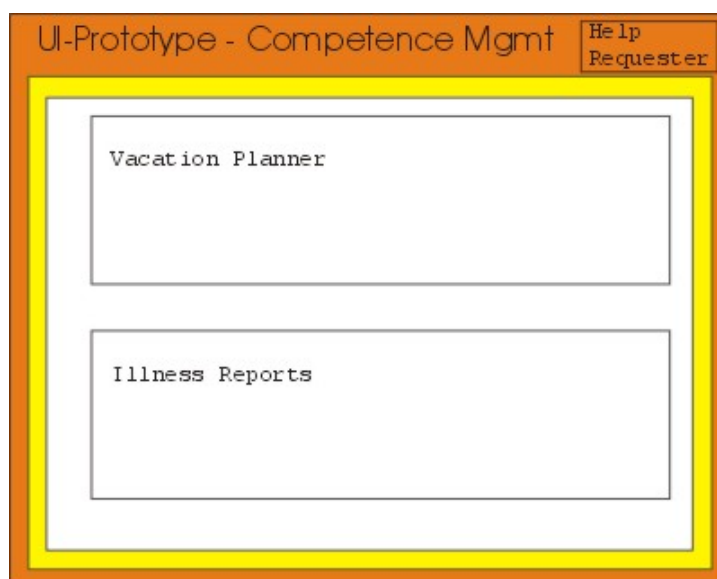 UI-Prototype - Competence Mgmt
Help
Requester
Vacation Planner
Illness Reports